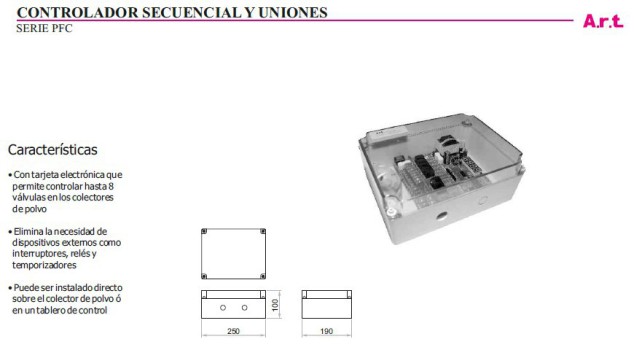 CONTROLADOR SECUENCIAL Y UNIONES
SERIE PFC
A.r.t.
Características
• Con tarjeta electrónica que
permite controlar hasta 8
válvulas en los colectores
de polvo
• Elimina la necesidad de
dispositivos externos como
interruptores, relés y
temporizadores
• Puede ser instalado directo
sobre el colector de polvo ó
en un tablero de control
100
250
190